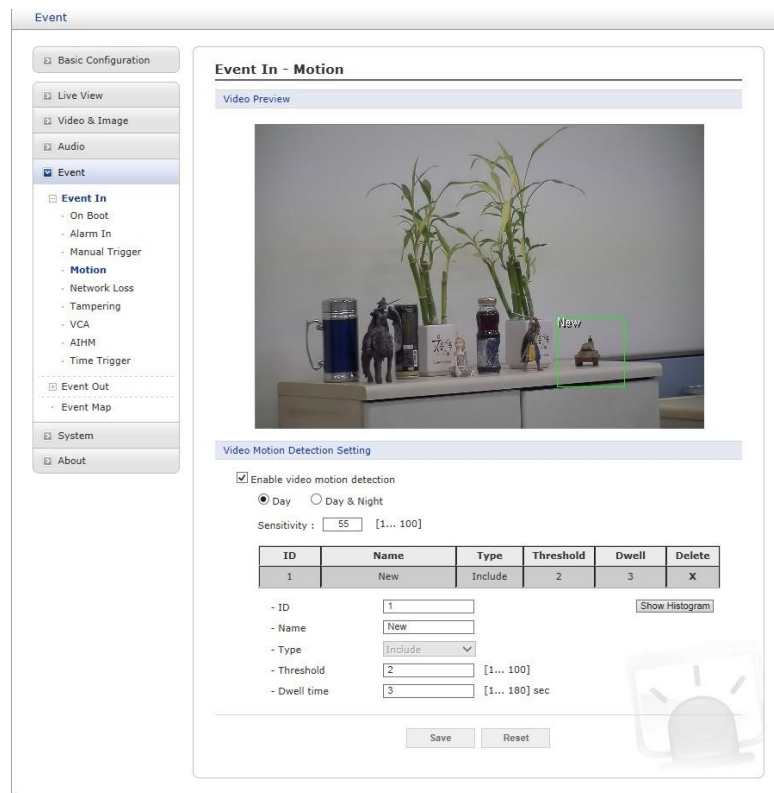 Event
Basic Configuration
Live View
Video & Image
Audio
Event
Event In
On Boot
Alarm In
Manual Trigger
Motion
Network Loss
Tampering
VCA
AIHM
Time Trigger
Event Out
Event Map
System
About
Event In - Motion
Video Preview
New
Video Motion Detection Setting
Enable video motion detection
Day Day & Night
Sensitivity : 55 [1... 100]
ID Name Type Threshold Dwell Delete
1 New Include 2 3 X
- ID 1 Show Histogram
- Name New
- Type Include
- Threshold 2 [1... 100]
- Dwell time 3 [1... 180] sec
Save Reset